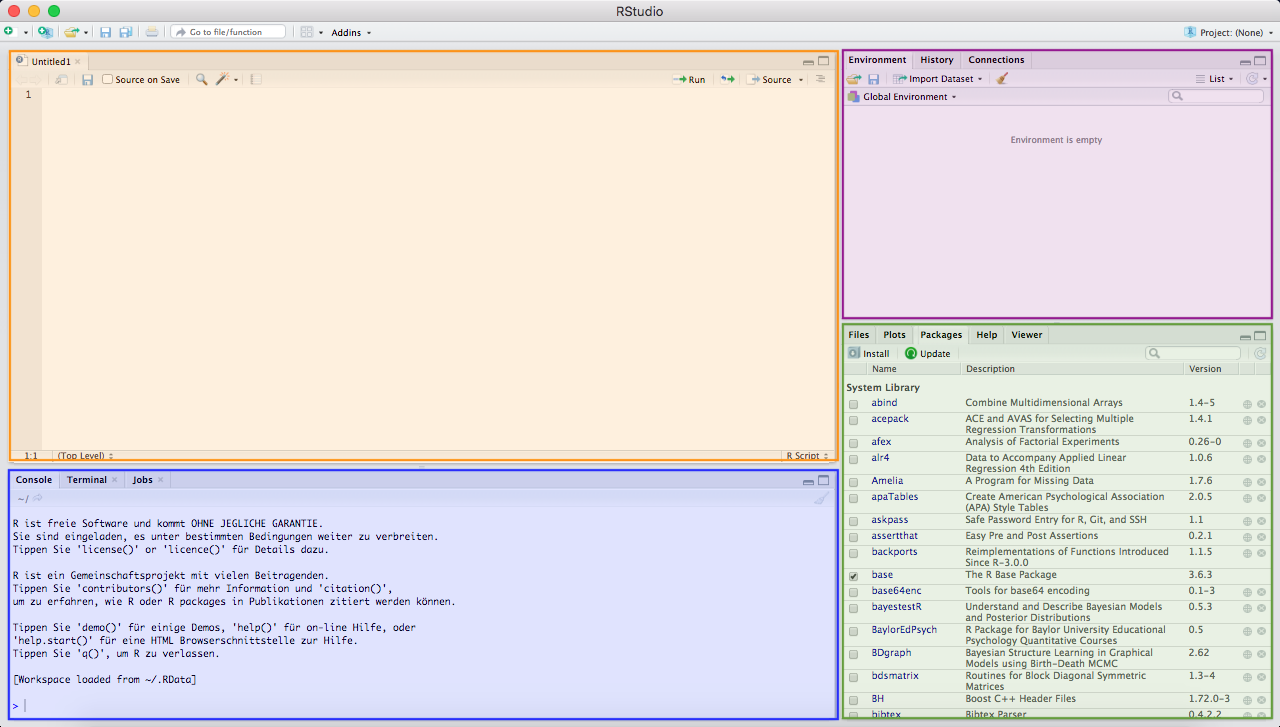 RStudio
Go to file/function
Addins
Project: (None)
Untitled1
Source on Save
Run
Source
1
1:1
(Top Level)
R Script
Console
Terminal
Jobs
~/
R ist freie Software und kommt OHNE JEGLICHE GARANTIE.
Sie sind eingeladen, es unter bestimmten Bedingungen weiter zu verbreiten.
Tippen Sie 'license()' or 'licence()' für Details dazu.
R ist ein Gemeinschaftsprojekt mit vielen Beitragenden.
Tippen Sie 'contributors()' für mehr Information und 'citation()',
um zu erfahren, wie R oder R packages in Publikationen zitiert werden können.
Tippen Sie 'demo()' für einige Demos, 'help()' für on-line Hilfe, oder
'help.start()' für eine HTML Browserschnittstelle zur Hilfe.
Tippen Sie 'q()', um R zu verlassen.
[Workspace loaded from ~/.RData]
>
Environment History Connections
Import Dataset
List
Global Environment
Environment is empty
Files Plots Packages Help Viewer
Install Update
Name Description Version
System Library
abind Combine Multidimensional Arrays 1.4-5
acepack ACE and AVAS for Selecting Multiple 1.4.1
Regression Transformations
afex Analysis of Factorial Experiments 0.26-0
alr4 Data to Accompany Applied Linear 1.0.6
Regression 4th Edition
Amelia A Program for Missing Data 1.7.6
apaTables Create American Psychological Association 2.0.5
(APA) Style Tables
askpass Safe Password Entry for R, Git, and SSH 1.1
assertthat Easy Pre and Post Assertions 0.2.1
backports Reimplementations of Functions Introduced 1.1.5
Since R-3.0.0
base The R Base Package 3.6.3
base64enc Tools for base64 encoding 0.1-3
bayestestR Understand and Describe Bayesian Models 0.5.3
and Posterior Distributions
BaylorEdPsych R Package for Baylor University Educational 0.5
Psychology Quantitative Courses
BDgraph Bayesian Structure Learning in Graphical 2.62
Models using Birth-Death MCMC
bdsmatrix Routines for Block Diagonal Symmetric 1.3-4
Matrices
BH Boost C++ Header Files 1.72.0-3
bibtex Bibtex Parser 0.4.2.2